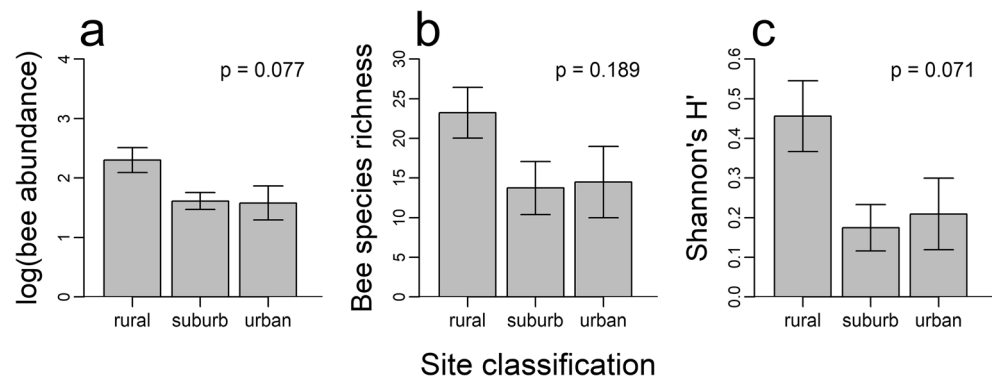 a
p = 0.077
log(bee abundance)
4
3
2
1
0
rural suburb urban
b
p = 0.189
Bee species richness
30
25
20
15
10
5
0
rural suburb urban
c
p = 0.071
Shannon's H'
0.6
0.5
0.4
0.3
0.2
0.1
0.0
rural suburb urban
Site classification